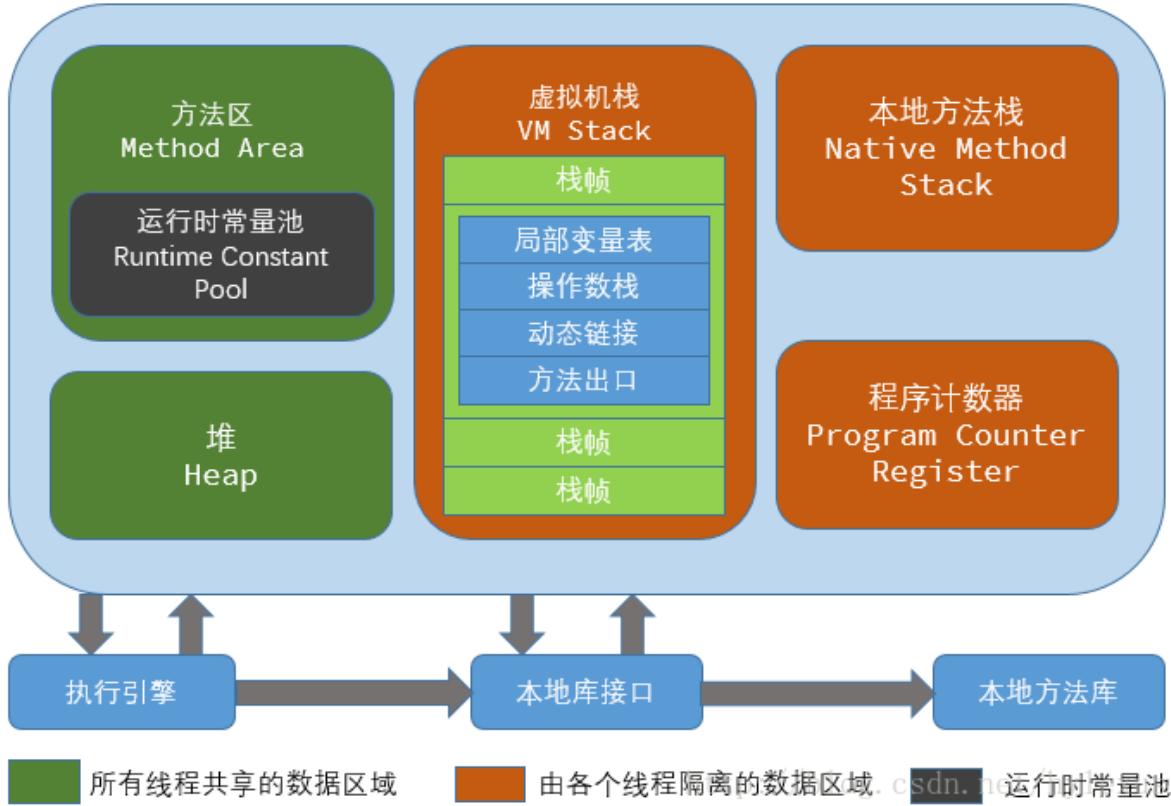 方法区
Method Area
运行时常量池
Runtime Constant
Pool
堆
Heap
虚拟机栈
VM Stack
栈帧
局部变量表
操作数栈
动态链接
方法出口
栈帧
栈帧
本地方法栈
Native Method
Stack
程序计数器
Program Counter
Register
执行引擎
本地库接口
本地方法库
所有线程共享的数据区域
由各个线程隔离的数据区域
运行时常量池